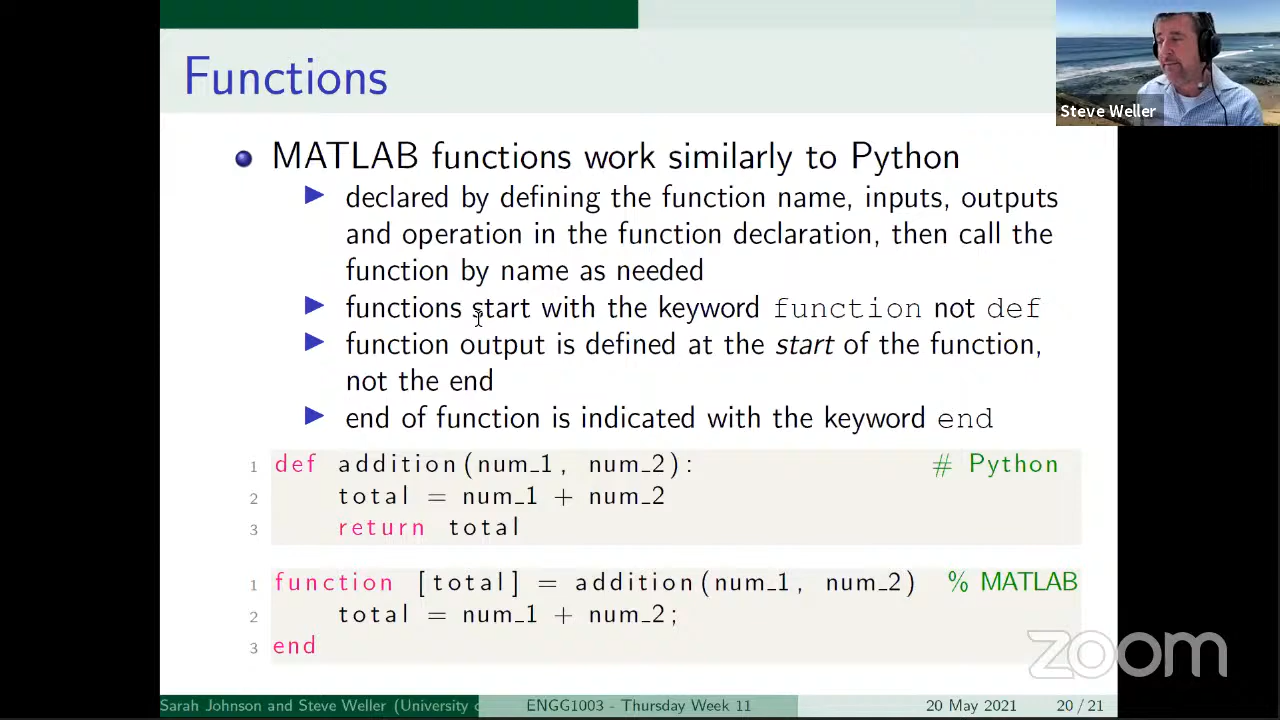 Functions
Steve Weller
MATLAB functions work similarly to Python
declared by defining the function name, inputs, outputs
and operation in the function declaration, then call the
function by name as needed
functions start with the keyword function not def
function output is defined at the start of the function,
not the end
end of function is indicated with the keyword end
1 def addition(num_1, num_2): # Python
2 total = num_1 + num_2
3 return total
1 function [total] = addition(num_1, num_2) % MATLAB
2 total = num_1 + num_2;
3 end
zoom
Sarah Johnson and Steve Weller (University ENGG1003 - Thursday Week 11 20 May 2021 20 / 21